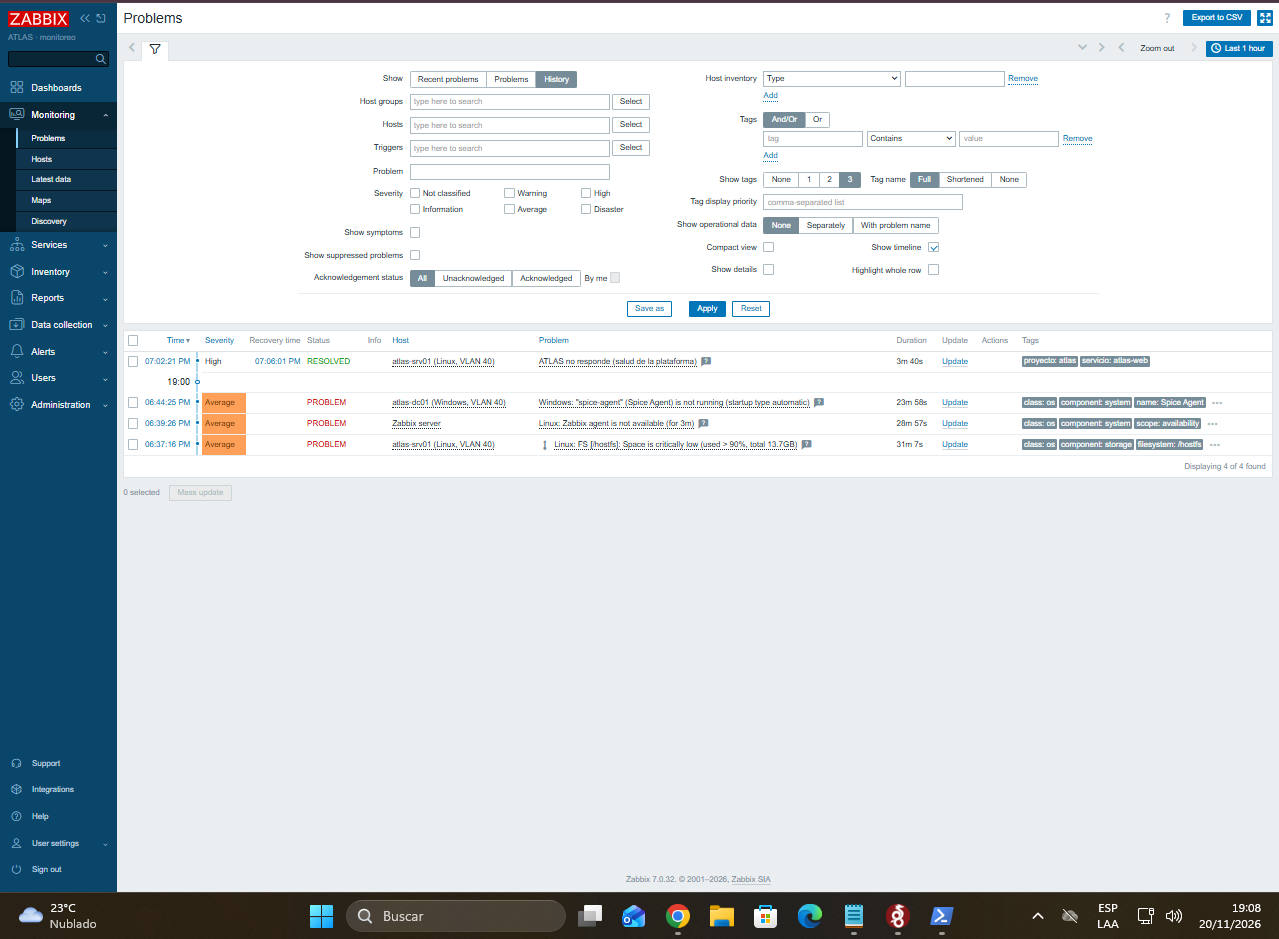 ZABBIX
ATLAS - monitoreo
Dashboards
Monitoring
Problems
Hosts
Latest data
Maps
Discovery
Services
Inventory
Reports
Data collection
Alerts
Users
Administration
Support
Integrations
Help
User settings
Sign out
Problems
? Export to CSV
Zoom out Last 1 hour
Show Recent problems Problems History
Host groups type here to search Select
Hosts type here to search Select
Triggers type here to search Select
Problem
Severity Not classified Warning High
Information Average Disaster
Show symptoms
Show suppressed problems
Acknowledgement status All Unacknowledged Acknowledged By me
Host inventory Type Remove
Add
Tags And/Or Or
tag Contains value Remove
Add
Show tags None 1 2 3 Tag name Full Shortened None
Tag display priority comma-separated list
Show operational data None Separately With problem name
Compact view Show timeline
Show details Highlight whole row
Save as Apply Reset
Time Severity Recovery time Status Info Host Problem Duration Update Actions Tags
07:02:21 PM High 07:06:01 PM RESOLVED atlas-srv01 (Linux, VLAN 40) ATLAS no responde (salud de la plataforma) ? 3m 40s Update proyecto: atlas servicio: atlas-web
19:00
06:44:25 PM Average PROBLEM atlas-dc01 (Windows, VLAN 40) Windows: "spice-agent" (Spice Agent) is not running (startup type automatic) ? 23m 58s Update class: os component: system name: Spice Agent •••
06:39:26 PM Average PROBLEM Zabbix server Linux: Zabbix agent is not available (for 3m) ? 28m 57s Update class: os component: system scope: availability •••
06:37:16 PM Average PROBLEM atlas-srv01 (Linux, VLAN 40) Linux: FS [/hostfs]: Space is critically low (used > 90%, total 13.7GB) ? 31m 7s Update class: os component: storage filesystem: /hostfs •••
Displaying 4 of 4 found
0 selected Mass update
Zabbix 7.0.32. © 2001–2026, Zabbix SIA
23°C
Nublado
Buscar
ESP
LAA
19:08
20/11/2026